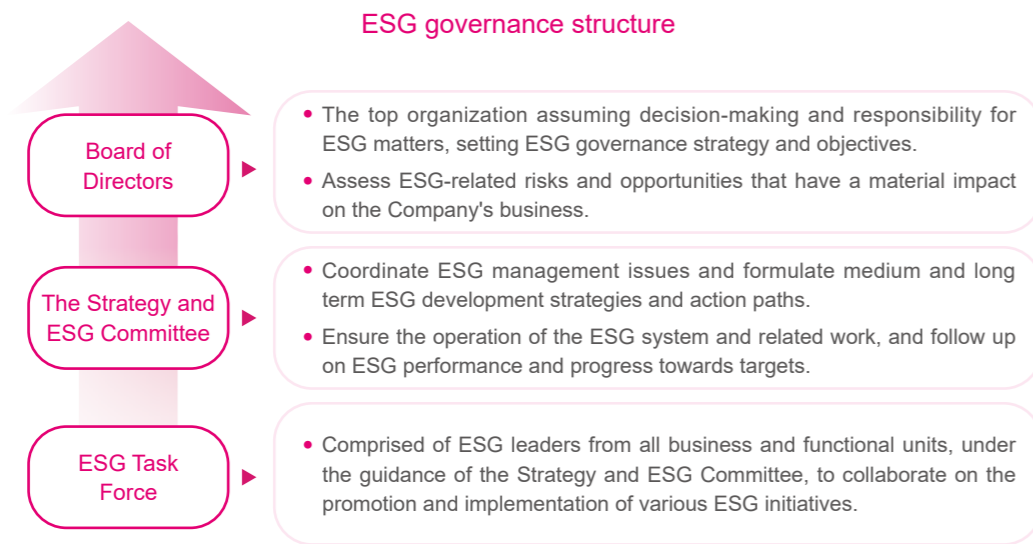 ESG governance structure
Board of
Directors
• The top organization assuming decision-making and responsibility for
ESG matters, setting ESG governance strategy and objectives.
• Assess ESG-related risks and opportunities that have a material impact
on the Company's business.
The Strategy and
ESG Committee
• Coordinate ESG management issues and formulate medium and long
term ESG development strategies and action paths.
• Ensure the operation of the ESG system and related work, and follow up
on ESG performance and progress towards targets.
ESG Task
Force
• Comprised of ESG leaders from all business and functional units, under
the guidance of the Strategy and ESG Committee, to collaborate on the
promotion and implementation of various ESG initiatives.